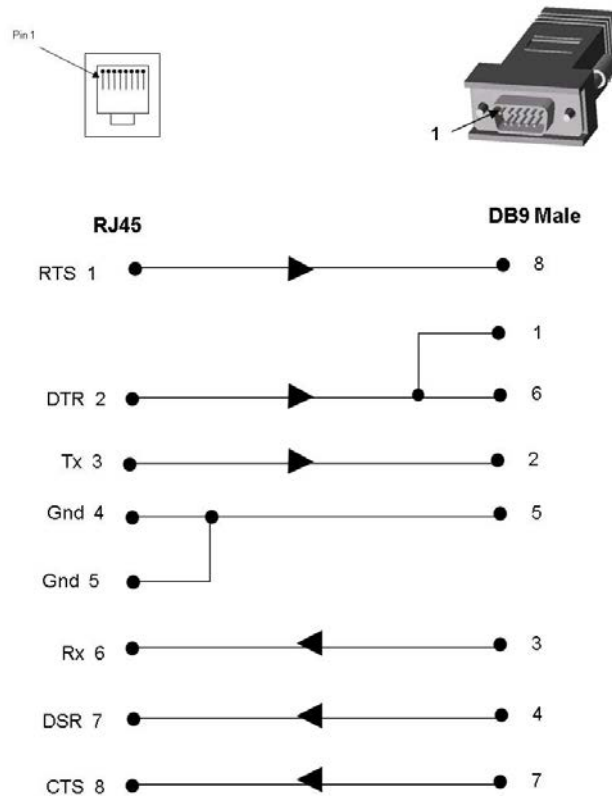 Pin 1
1
RJ45 DB9 Male
RTS 1 8
1
DTR 2 6
Tx 3 2
Gnd 4 5
Gnd 5
Rx 6 3
DSR 7 4
CTS 8 7